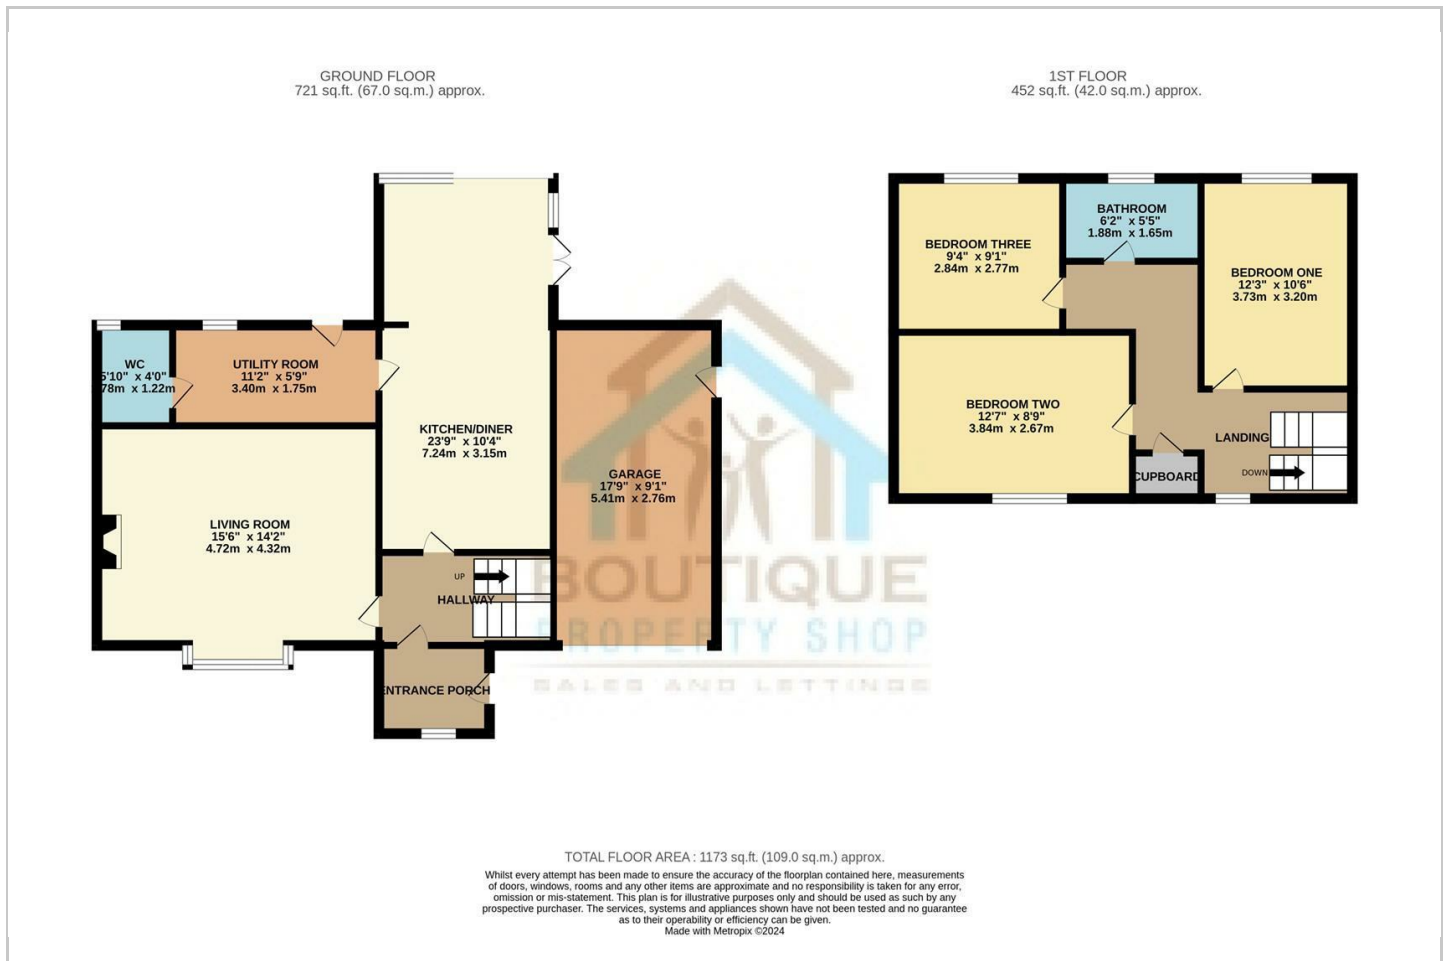 GROUND FLOOR
721 sq.ft. (67.0 sq.m.) approx.
1ST FLOOR
452 sq.ft. (42.0 sq.m.) approx.
WC
5'10" x 4'0"
.78m x 1.22m
UTILITY ROOM
11'2" x 5'9"
3.40m x 1.75m
KITCHEN/DINER
23'9" x 10'4"
7.24m x 3.15m
LIVING ROOM
15'6" x 14'2"
4.72m x 4.32m
GARAGE
17'9" x 9'1"
5.41m x 2.76m
UP
HALLWAY
ENTRANCE PORCH
BEDROOM THREE
9'4" x 9'1"
2.84m x 2.77m
BATHROOM
6'2" x 5'5"
1.88m x 1.65m
BEDROOM ONE
12'3" x 10'6"
3.73m x 3.20m
BEDROOM TWO
12'7" x 8'9"
3.84m x 2.67m
LANDING
DOWN
CUPBOARD
BOUTIQUE
PROPERTY SHOP
SALES AND LETTINGS
TOTAL FLOOR AREA : 1173 sq.ft. (109.0 sq.m.) approx.
Whilst every attempt has been made to ensure the accuracy of the floorplan contained here, measurements
of doors, windows, rooms and any other items are approximate and no responsibility is taken for any error,
omission or mis-statement. This plan is for illustrative purposes only and should be used as such by any
prospective purchaser. The services, systems and appliances shown have not been tested and no guarantee
as to their operability or efficiency can be given.
Made with Metropix ©2024